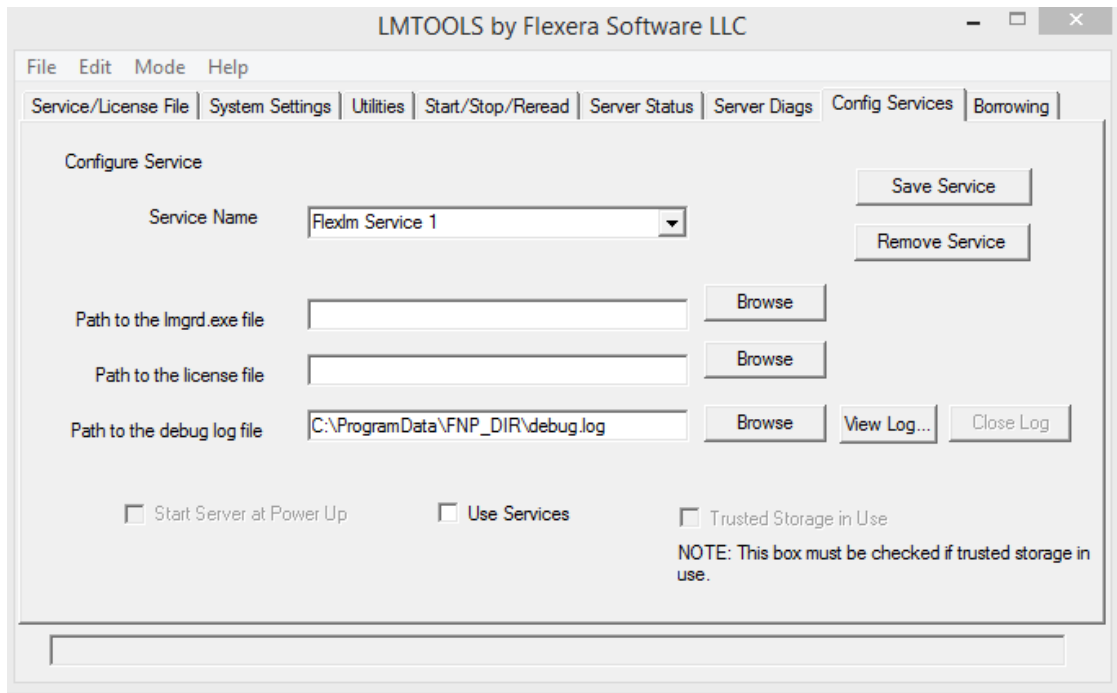 LMTOOLS by Flexera Software LLC
File Edit Mode Help
Service/License File System Settings Utilities Start/Stop/Reread Server Status Server Diags Config Services Borrowing
Configure Service
Save Service
Service Name Flexlm Service 1
Remove Service
Path to the lmgrd.exe file Browse
Path to the license file Browse
Path to the debug log file C:\ProgramData\FNP_DIR\debug.log Browse View Log... Close Log
Start Server at Power Up Use Services Trusted Storage in Use
NOTE: This box must be checked if trusted storage in
use.